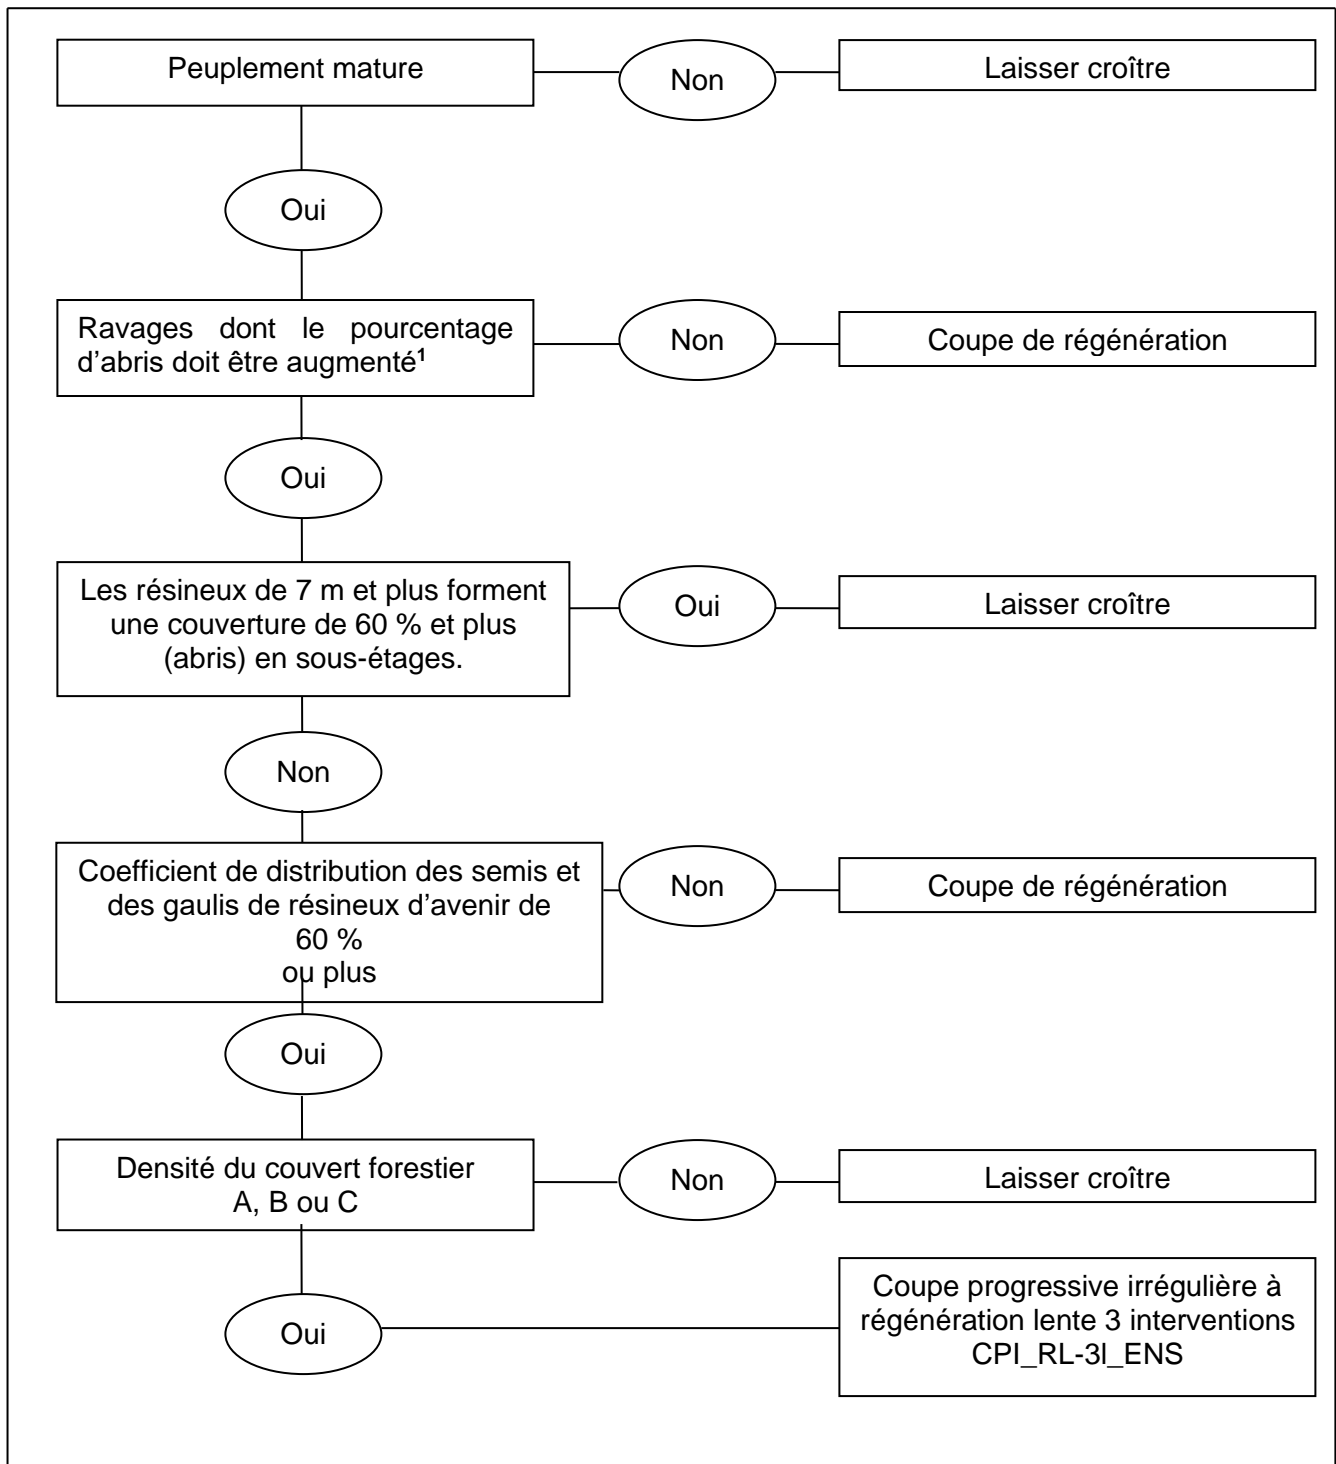 Peuplement mature
Non
Laisser croître
Oui
Ravages dont le pourcentage
d'abris doit être augmenté¹
Non
Coupe de régénération
Oui
Les résineux de 7 m et plus forment
une couverture de 60 % et plus
(abris) en sous-étages.
Oui
Laisser croître
Non
Coefficient de distribution des semis et
des gaulis de résineux d'avenir de
60 %
ou plus
Non
Coupe de régénération
Oui
Densité du couvert forestier
A, B ou C
Non
Laisser croître
Oui
Coupe progressive irrégulière à
régénération lente 3 interventions
CPI_RL-3I_ENS